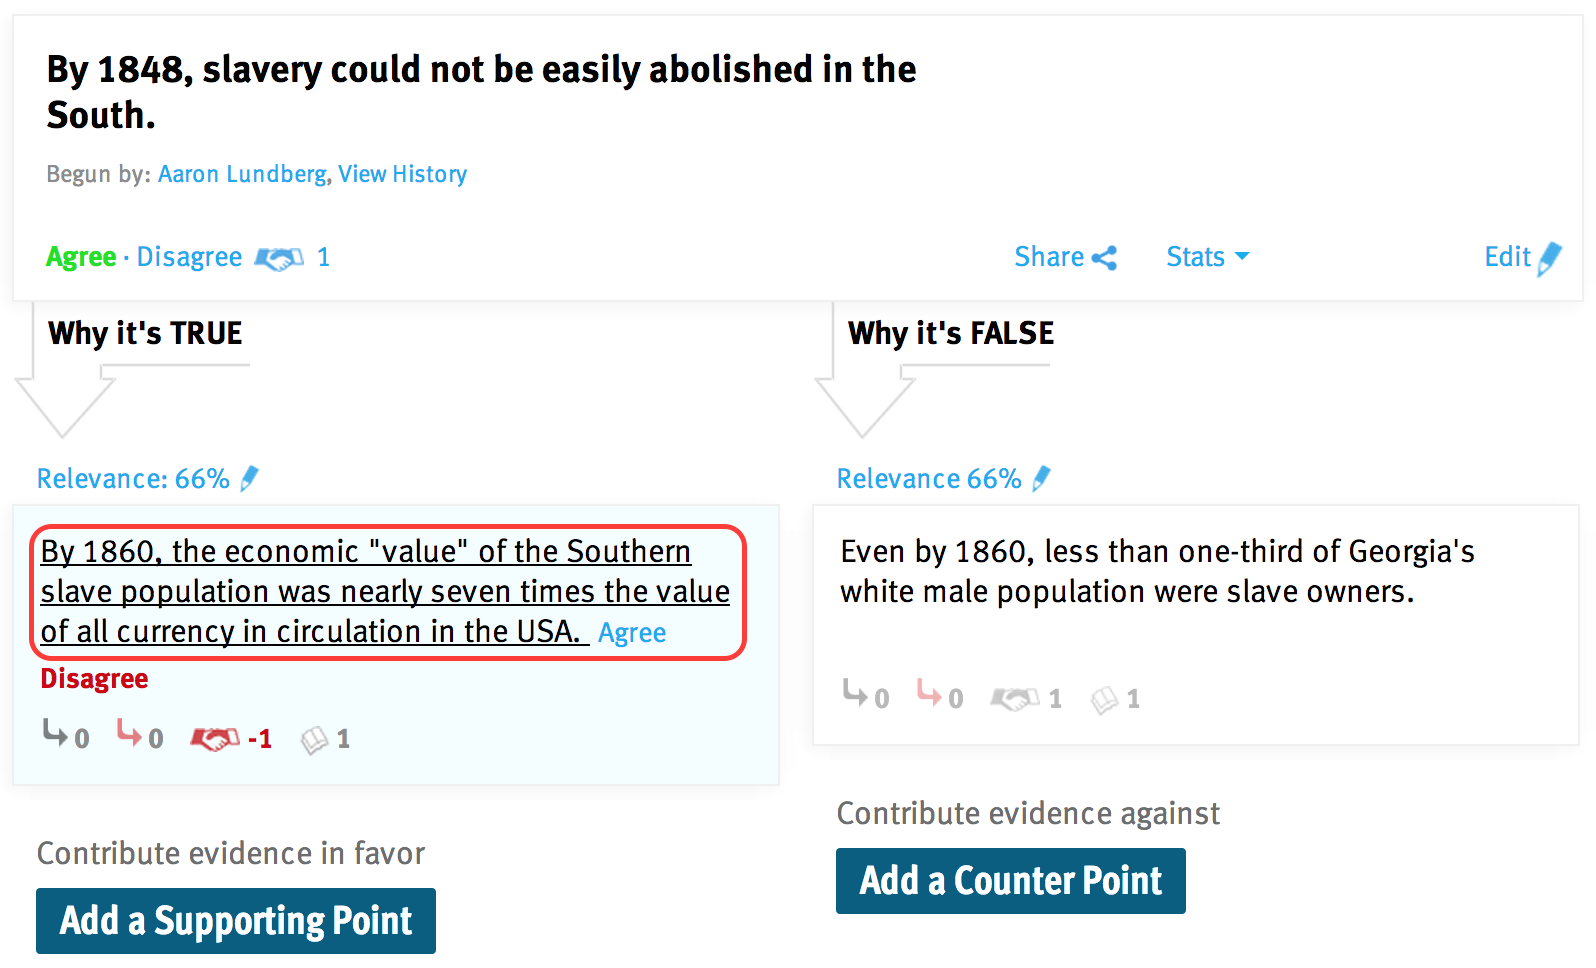 By 1848, slavery could not be easily abolished in the
South.
Begun by: Aaron Lundberg, View History
Agree · Disagree 1
Share Stats Edit
Why it's TRUE
Relevance: 66%
By 1860, the economic "value" of the Southern
slave population was nearly seven times the value
of all currency in circulation in the USA. Agree
Disagree
0 0 -1 1
Contribute evidence in favor
Add a Supporting Point
Why it's FALSE
Relevance 66%
Even by 1860, less than one-third of Georgia's
white male population were slave owners.
0 0 1 1
Contribute evidence against
Add a Counter Point